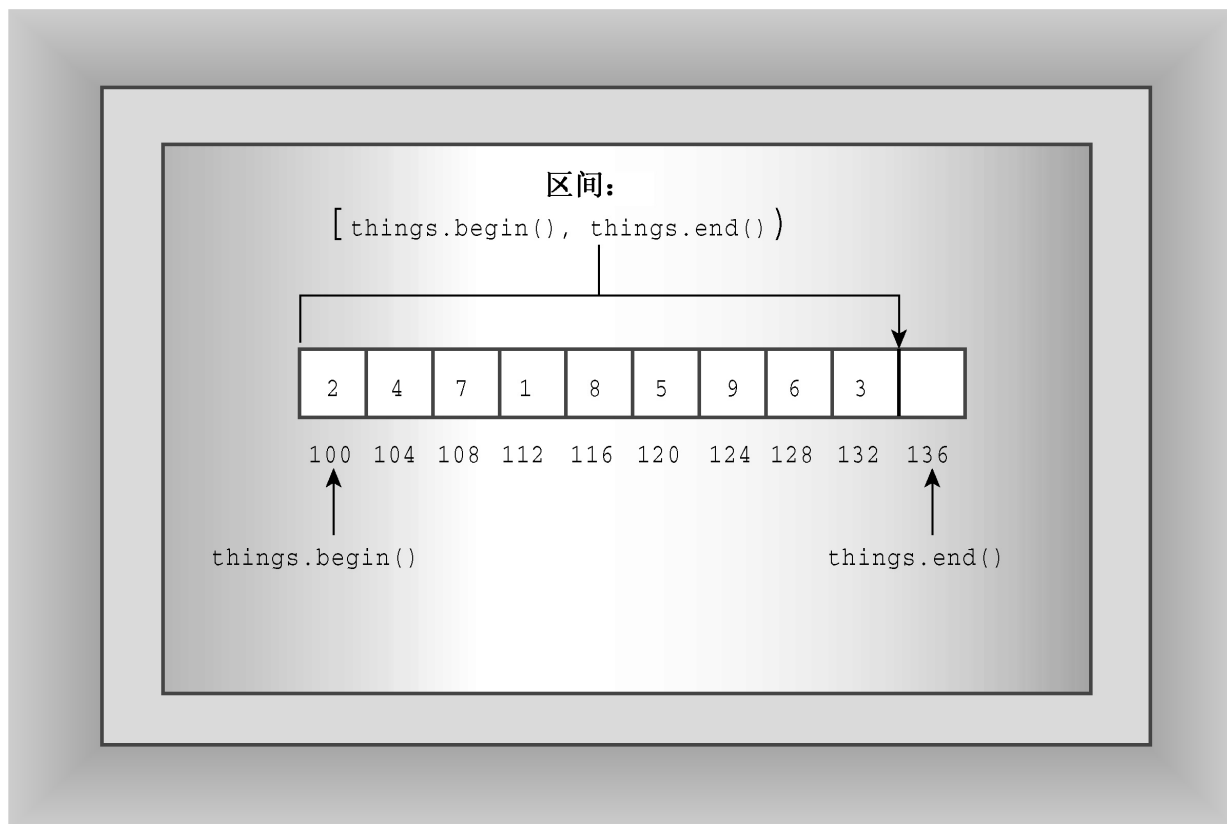 区间：
[things.begin(), things.end())
2 4 7 1 8 5 9 6 3
100 104 108 112 116 120 124 128 132 136
things.begin() things.end()